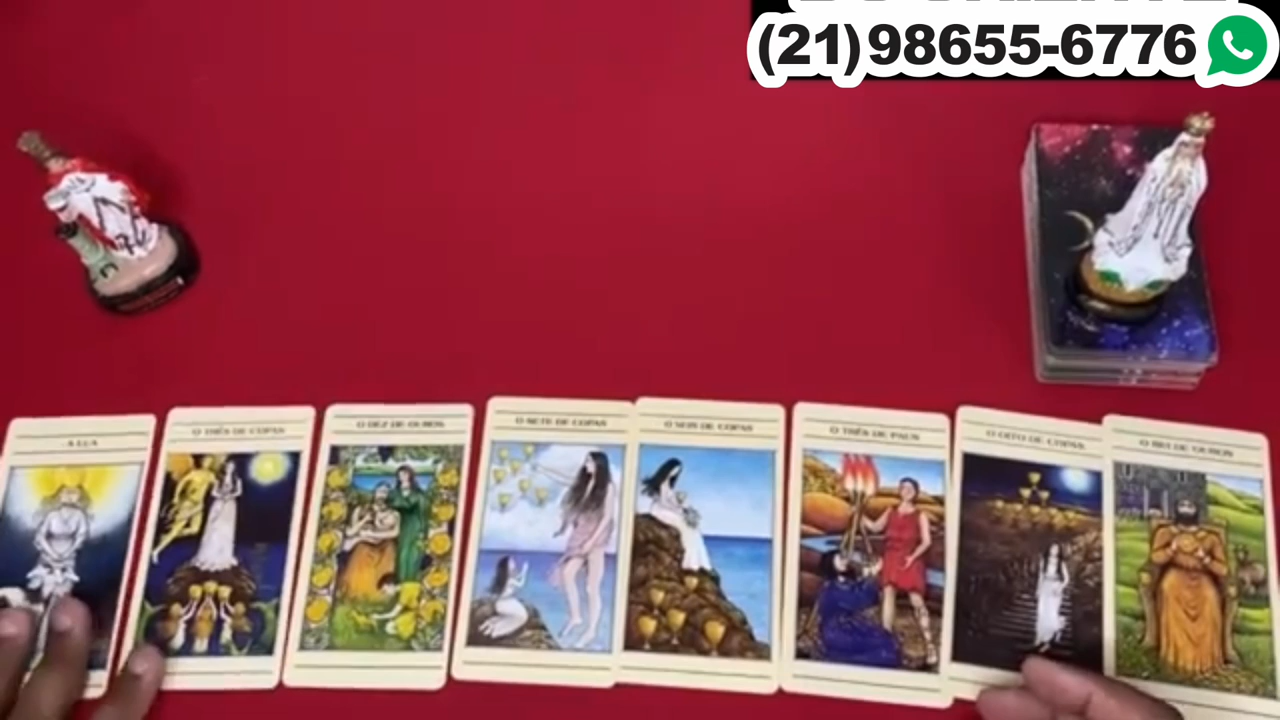 (21)98655-6776
A LUA
O TRÊS DE COPAS
O DEZ DE OUROS
O SETE DE COPAS
O SEIS DE COPAS
O TRÊS DE PAUS
O OITO DE COPAS
O REI DE OUROS